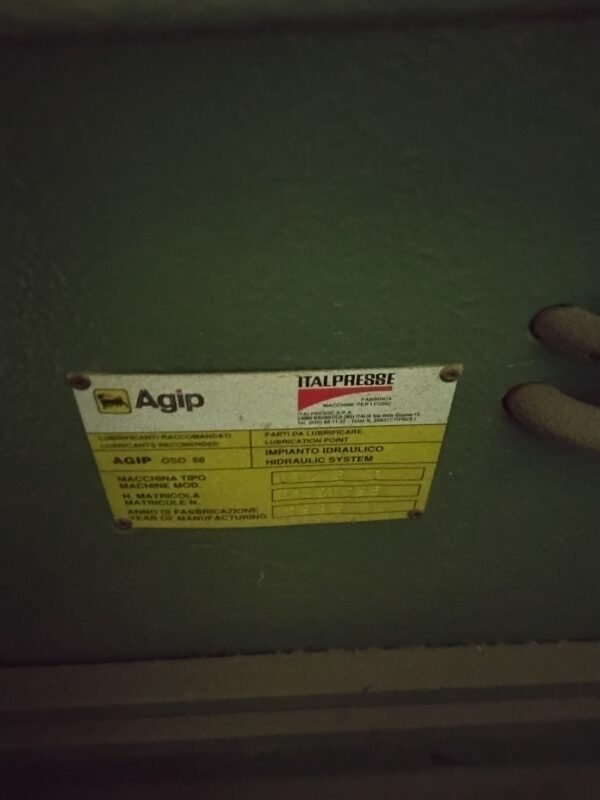 Agip
ITALPRESSE
FABBRICA
MACCHINE PER LEGNO
ITALPRESSE S.P.A.
LUBRIFICANTI RACCOMANDATI
LUBRICANTS RECOMENDED
PARTI DA LUBRIFICARE
LUBRICATION POINT
AGIP OSO 68
IMPIANTO IDRAULICO
HIDRAULIC SYSTEM
MACCHINA TIPO
MACHINE MOD.
N. MATRICOLA
MATRICULE N.
ANNO DI FABBRICAZIONE
YEAR OF MANUFACTURING